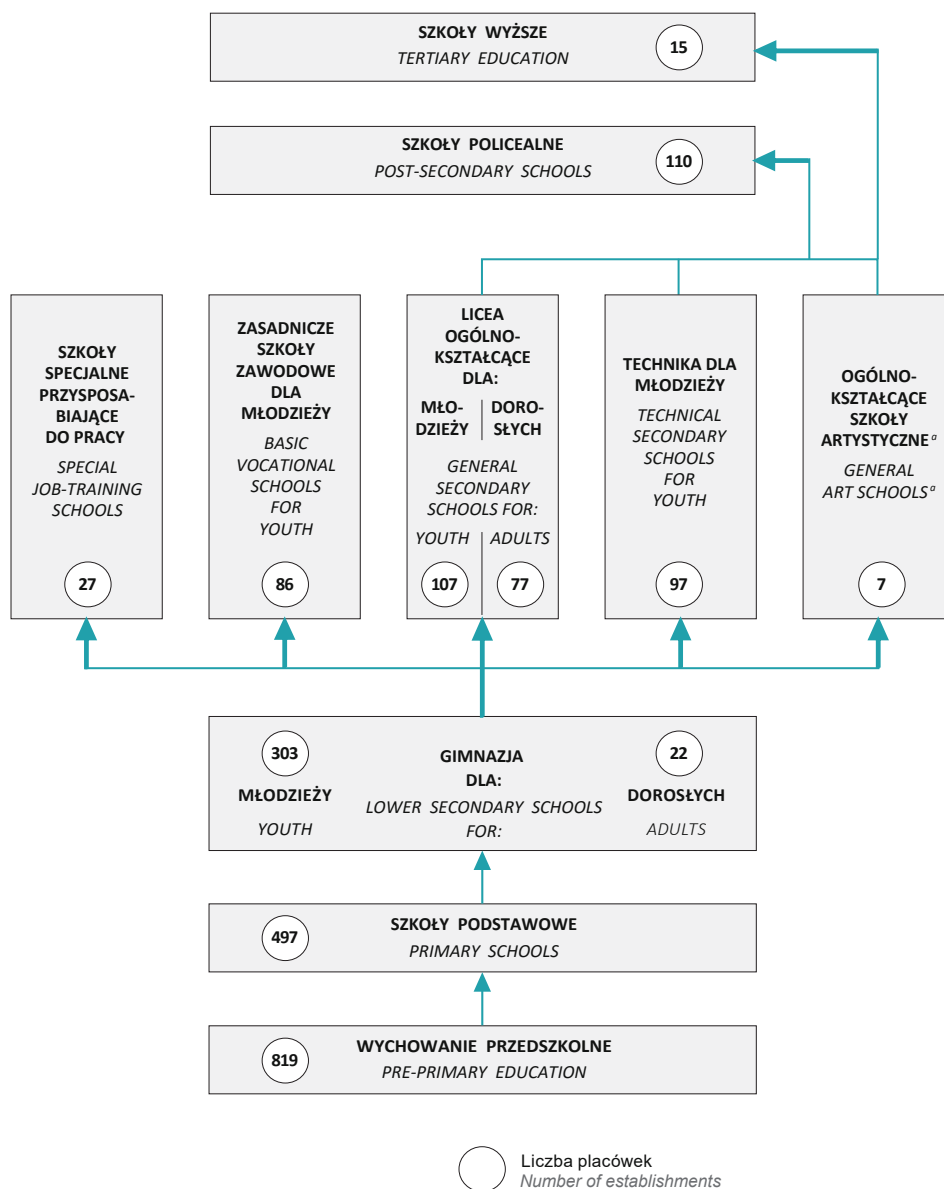 SZKOŁY WYŻSZE
TERTIARY EDUCATION
15
SZKOŁY POLICEALNE
POST-SECONDARY SCHOOLS
110
SZKOŁY
SPECJALNE
PRZYSPOSA-
BIAJĄCE
DO PRACY
SPECIAL
JOB-TRAINING
SCHOOLS
27
ZASADNICZE
SZKOŁY
ZAWODOWE
DLA
MŁODZIEŻY
BASIC
VOCATIONAL
SCHOOLS
FOR
YOUTH
86
LICEA
OGÓLNO-
KSZTAŁCĄCE
DLA:
MŁO-
DZIEŻY
DORO-
SŁYCH
GENERAL
SECONDARY
SCHOOLS FOR:
YOUTH
ADULTS
107
77
TECHNIKA DLA
MŁODZIEŻY
TECHNICAL
SECONDARY
SCHOOLS
FOR
YOUTH
97
OGÓLNO-
KSZTAŁCĄCE
SZKOŁY
ARTYSTYCZNE a
GENERAL
ART SCHOOLS a
7
303
MŁODZIEŻY
YOUTH
GIMNAZJA
DLA:
LOWER SECONDARY SCHOOLS
FOR:
22
DOROSŁYCH
ADULTS
497
SZKOŁY PODSTAWOWE
PRIMARY SCHOOLS
819
WYCHOWANIE PRZEDSZKOLNE
PRE-PRIMARY EDUCATION
Liczba placówek
Number of establishments